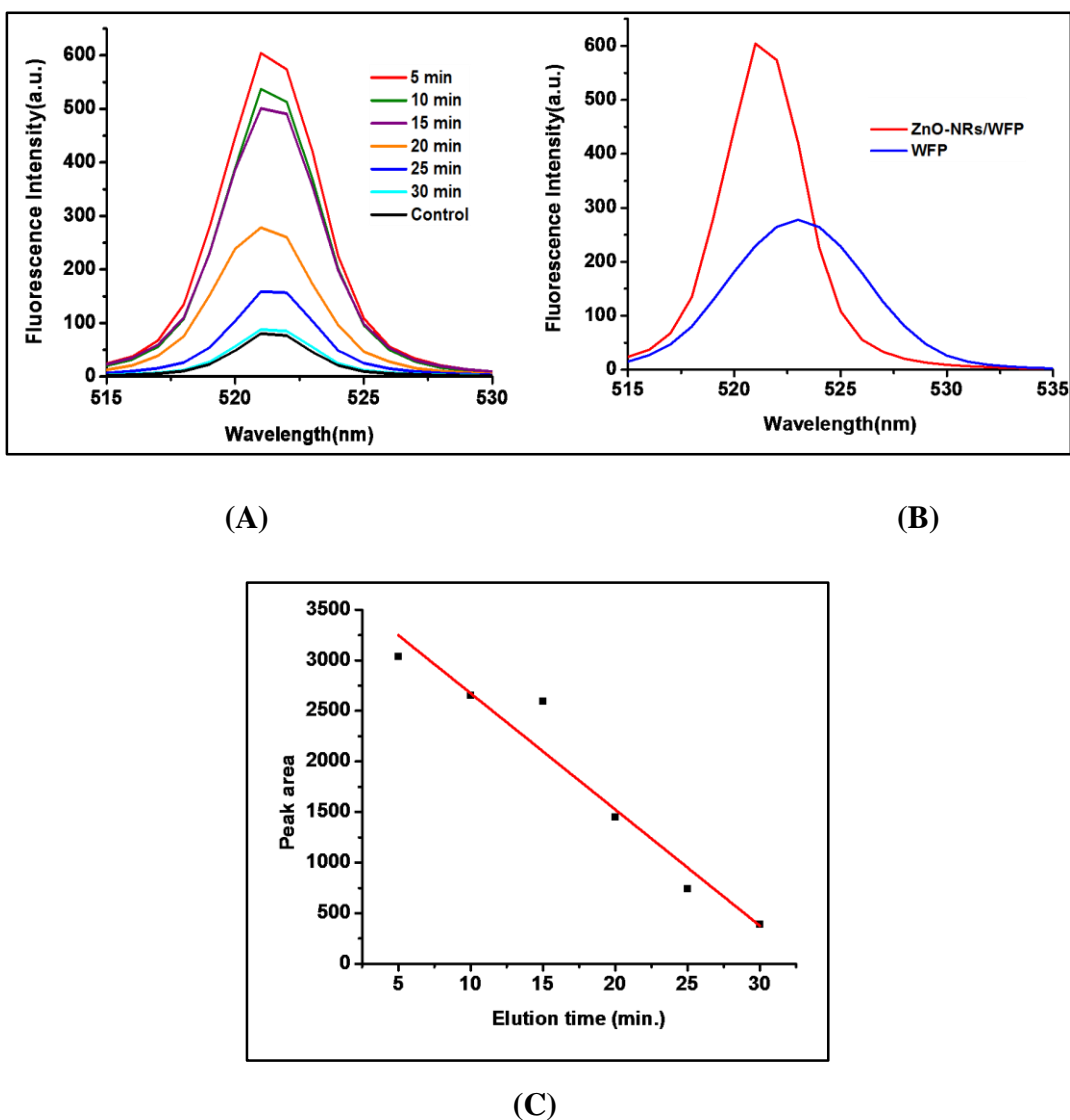 Fluorescence Intensity(a.u.)
600
500
400
300
200
100
0
515 520 525 530
Wavelength(nm)
5 min
10 min
15 min
20 min
25 min
30 min
Control
Fluorescence Intensity(a.u.)
600
500
400
300
200
100
0
515 520 525 530 535
Wavelength(nm)
ZnO-NRs/WFP
WFP
(A) (B)
Peak area
3500
3000
2500
2000
1500
1000
500
0
5 10 15 20 25 30
Elution time (min.)
(C)